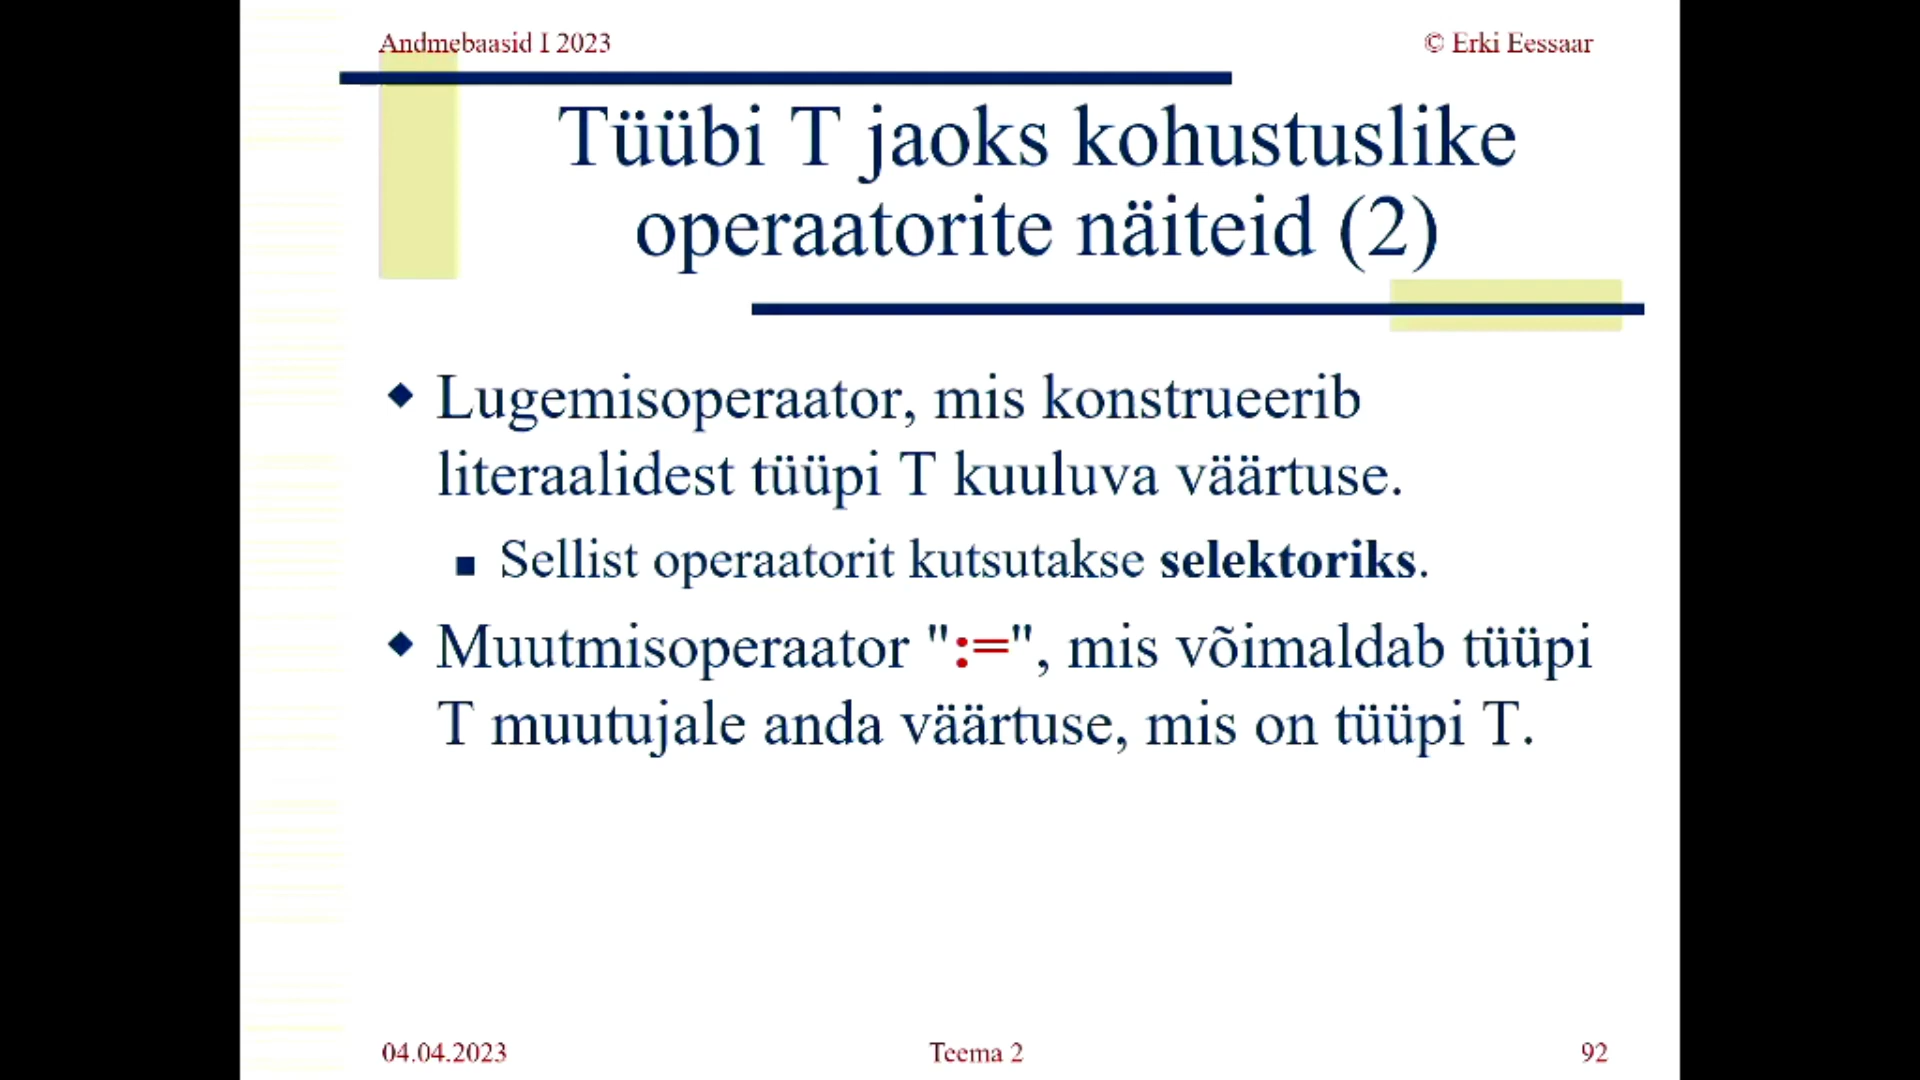 Andmebaasid I 2023
© Erki Eessaar
Tüübi T jaoks kohustuslike
operaatorite näiteid (2)
Lugemisoperaator, mis konstrueerib
literaalidest tüüpi T kuuluva väärtuse.
Sellist operaatorit kutsutakse selektoriks.
Muutmisoperaator ":=", mis võimaldab tüüpi
T muutujale anda väärtuse, mis on tüüpi T.
04.04.2023
Teema 2
92